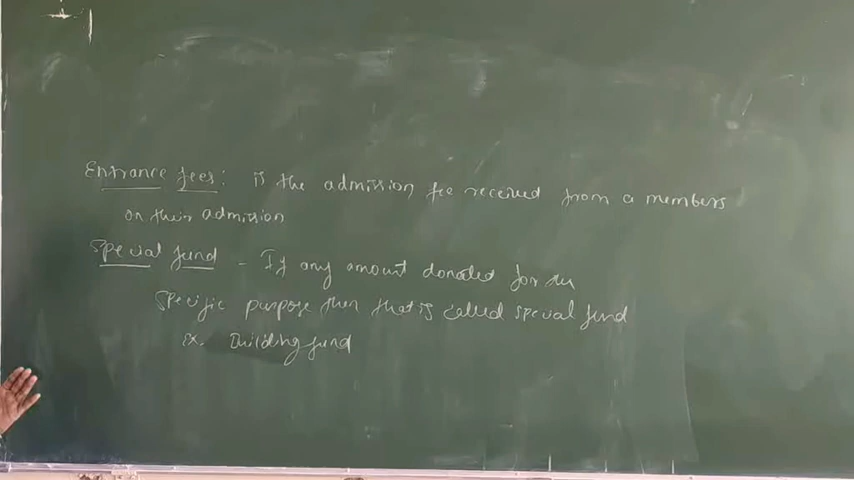 Entrance fees: is the admission fee received from a members
on their admission
Special fund - If any amount donated for the
Specific purpose then that is called special fund
Ex. Building fund